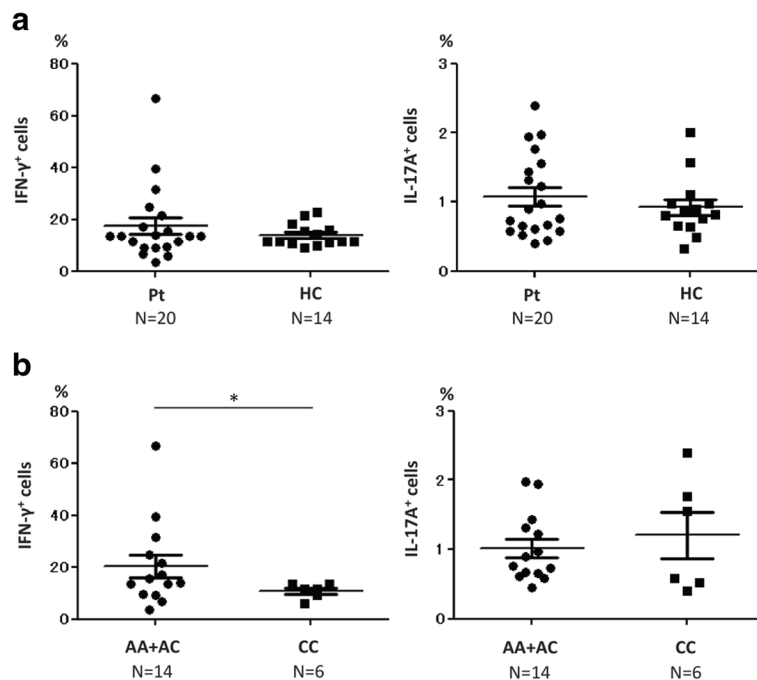 a
%
%
80
60
40
20
0
IFN-γ⁺ cells
Pt
HC
N=20
N=14
3
2
1
0
IL-17A⁺ cells
Pt
HC
N=20
N=14
b
%
%
80
60
40
20
0
IFN-γ⁺ cells
*
AA+AC
CC
N=14
N=6
3
2
1
0
IL-17A⁺ cells
AA+AC
CC
N=14
N=6